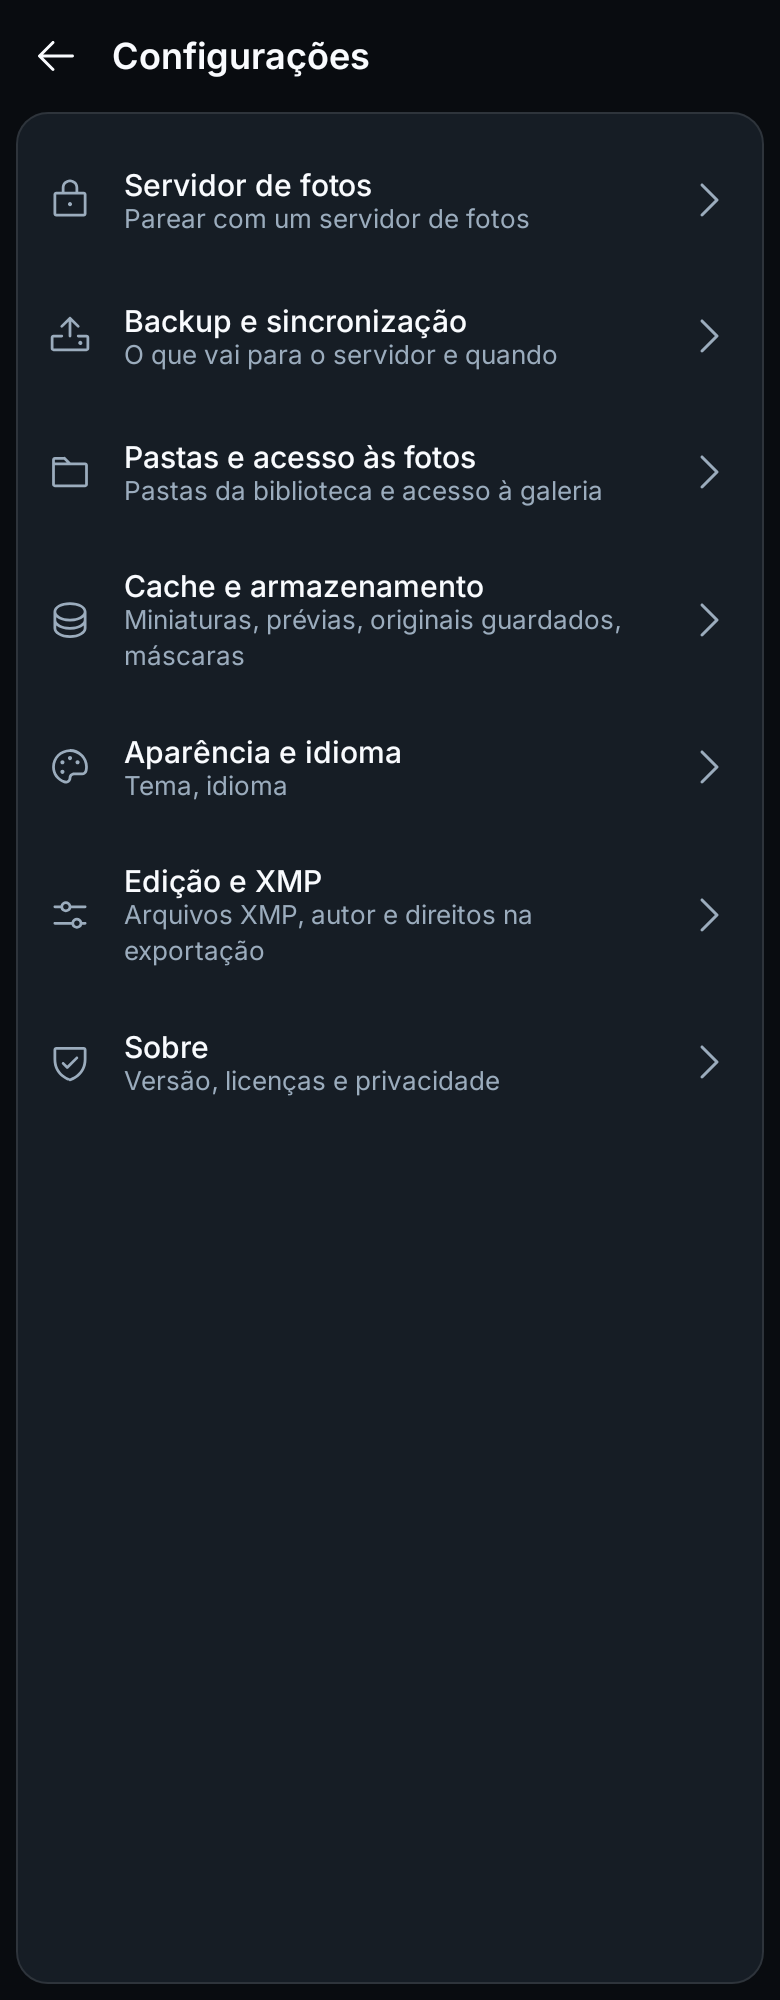 Configurações
Servidor de fotos
Parear com um servidor de fotos
Backup e sincronização
O que vai para o servidor e quando
Pastas e acesso às fotos
Pastas da biblioteca e acesso à galeria
Cache e armazenamento
Miniaturas, prévias, originais guardados,
máscaras
Aparência e idioma
Tema, idioma
Edição e XMP
Arquivos XMP, autor e direitos na
exportação
Sobre
Versão, licenças e privacidade